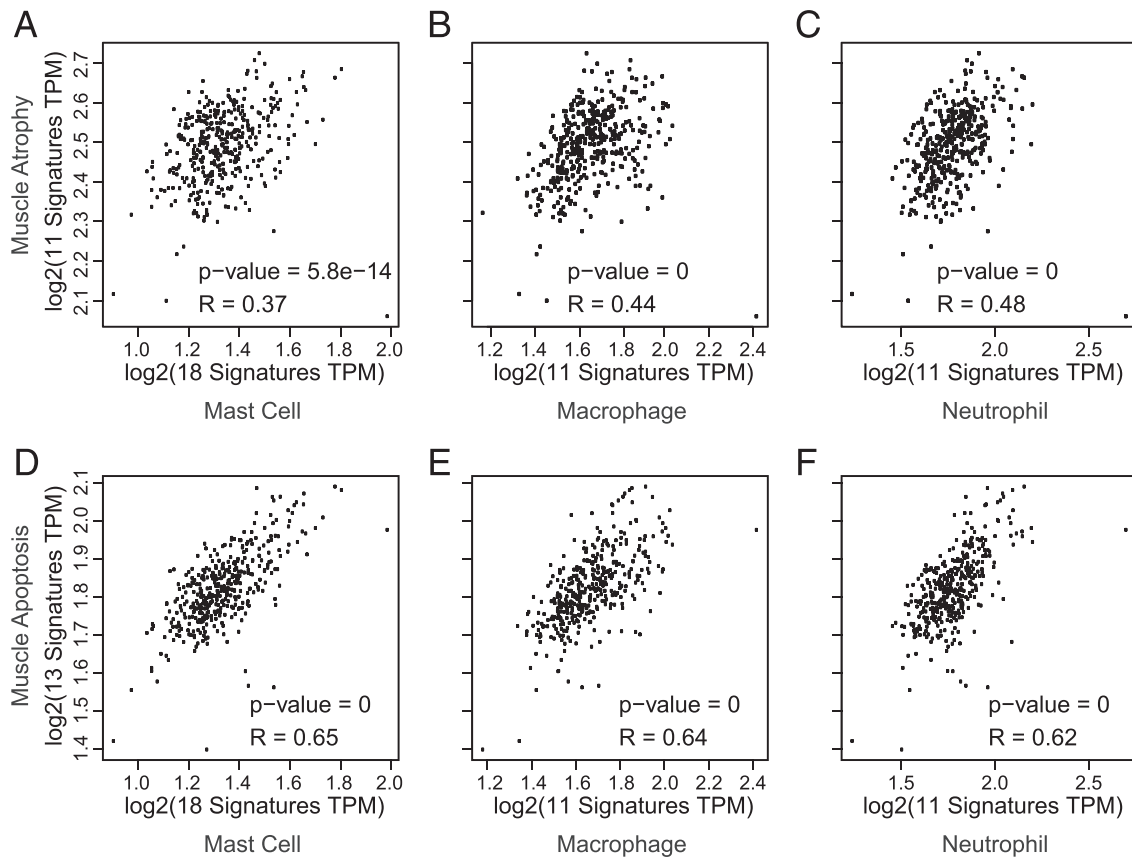 A
B
C
Muscle Atrophy
log2(11 Signatures TPM)
2.7
2.6
2.5
2.4
2.3
2.2
2.1
p−value = 5.8e−14
R = 0.37
p−value = 0
R = 0.44
p−value = 0
R = 0.48
1.0 1.2 1.4 1.6 1.8 2.0
1.2 1.4 1.6 1.8 2.0 2.2 2.4
1.5 2.0 2.5
log2(18 Signatures TPM)
log2(11 Signatures TPM)
log2(11 Signatures TPM)
Mast Cell
Macrophage
Neutrophil
D
E
F
Muscle Apoptosis
log2(13 Signatures TPM)
2.1
2.0
1.9
1.8
1.7
1.6
1.5
1.4
p−value = 0
R = 0.65
p−value = 0
R = 0.64
p−value = 0
R = 0.62
1.0 1.2 1.4 1.6 1.8 2.0
1.2 1.4 1.6 1.8 2.0 2.2 2.4
1.5 2.0 2.5
log2(18 Signatures TPM)
log2(11 Signatures TPM)
log2(11 Signatures TPM)
Mast Cell
Macrophage
Neutrophil